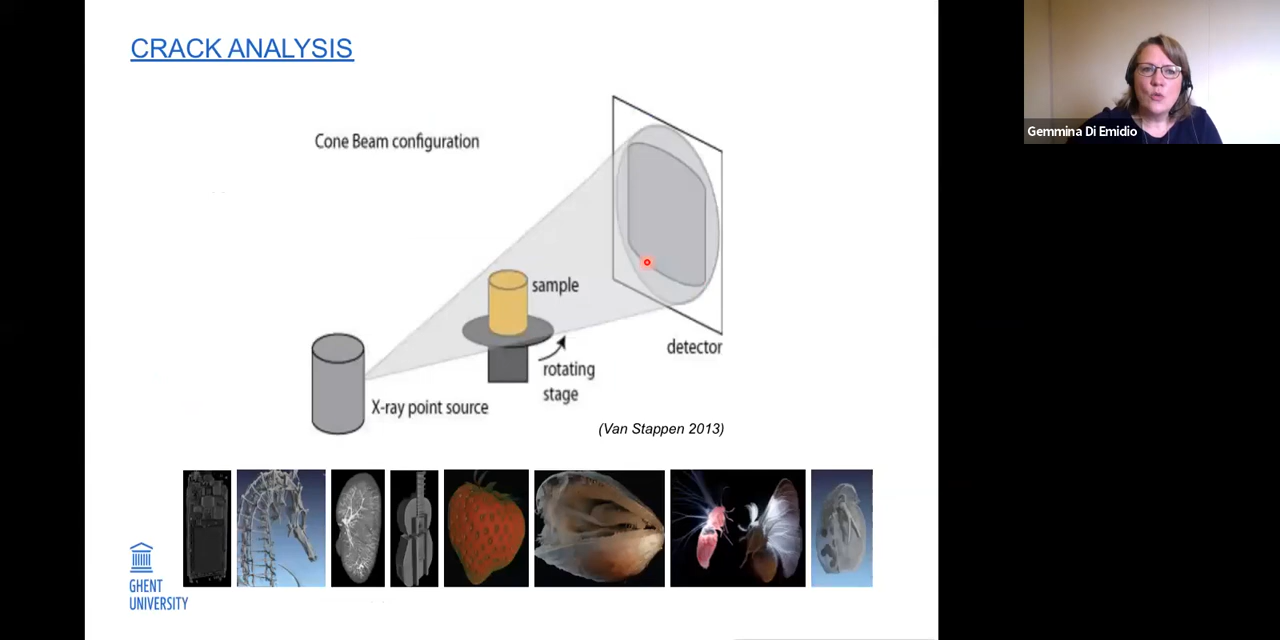 CRACK ANALYSIS
Gemmina Di Emidio
Cone Beam configuration
sample
detector
rotating
stage
X-ray point source
(Van Stappen 2013)
GHENT
UNIVERSITY